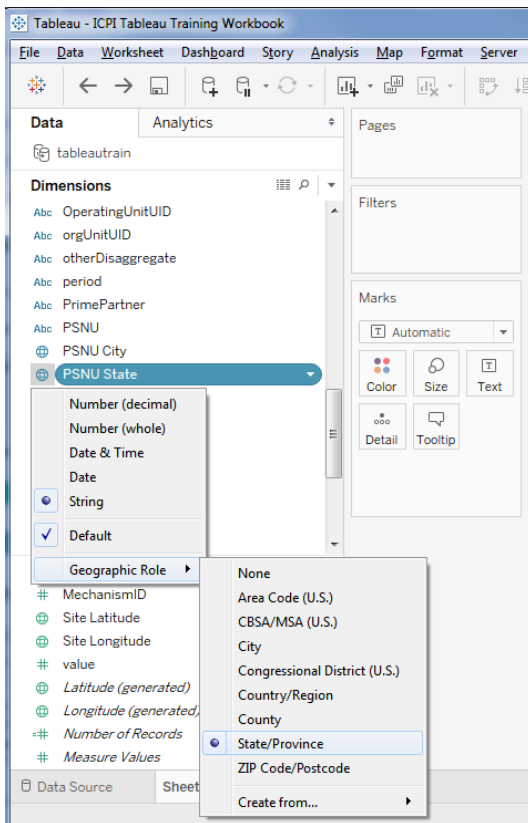 Tableau - ICPI Tableau Training Workbook
File Data Worksheet Dashboard Story Analysis Map Format Server
Data Analytics
tableautrain
Dimensions
Abc OperatingUnitUID
Abc orgUnitUID
Abc otherDisaggregate
Abc period
Abc PrimePartner
Abc PSNU
PSNU City
PSNU State
Number (decimal)
Number (whole)
Date & Time
Date
String
Default
Geographic Role
# MechanismID
Site Latitude
Site Longitude
# value
Latitude (generated)
Longitude (generated)
=# Number of Records
# Measure Values
None
Area Code (U.S.)
CBSA/MSA (U.S.)
City
Congressional District (U.S.)
Country/Region
County
State/Province
ZIP Code/Postcode
Create from...
Pages
Filters
Marks
T Automatic
Color Size Text
Detail Tooltip
Data Source Sheet